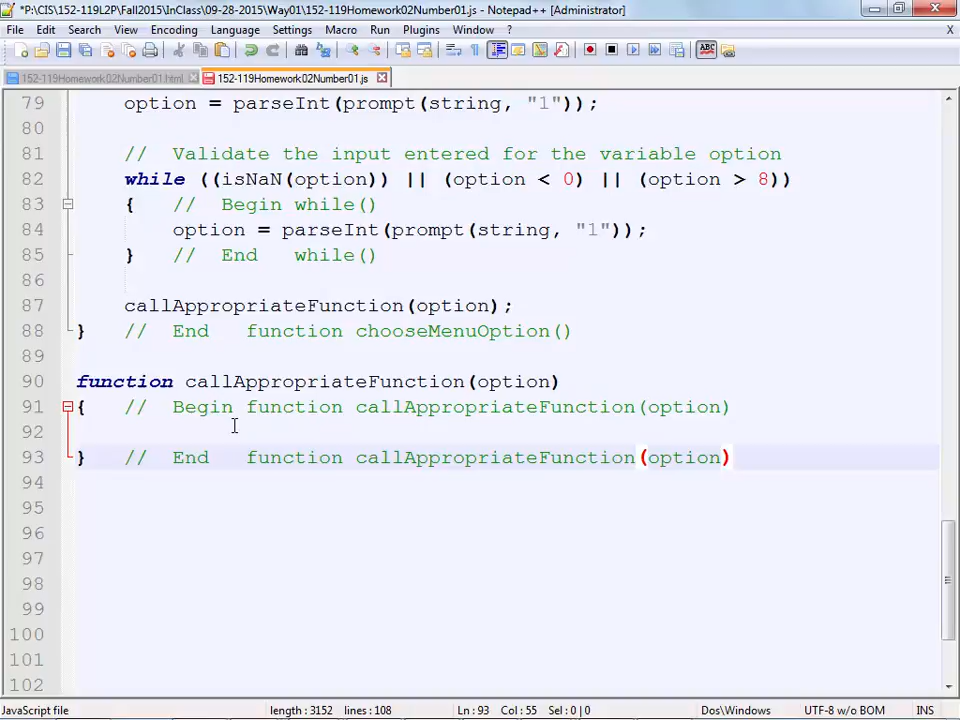 *P:\CIS\152-119L2P\Fall2015\InClass\09-28-2015\Way01\152-119Homework02Number01.js - Notepad++ [Administrator]
File Edit Search View Encoding Language Settings Macro Run Plugins Window ? X
152-119Homework02Number01.html 152-119Homework02Number01.js
79 option = parseInt(prompt(string, "1"));
80
81 // Validate the input entered for the variable option
82 while ((isNaN(option)) || (option < 0) || (option > 8))
83 { // Begin while()
84 option = parseInt(prompt(string, "1"));
85 } // End while()
86
87 callAppropriateFunction(option);
88 } // End function chooseMenuOption()
89
90 function callAppropriateFunction(option)
91 { // Begin function callAppropriateFunction(option)
92
93 } // End function callAppropriateFunction(option)
94
95
96
97
98
99
100
101
102
JavaScript file length : 3152 lines : 108 Ln : 93 Col : 55 Sel : 0 | 0 Dos\Windows UTF-8 w/o BOM INS